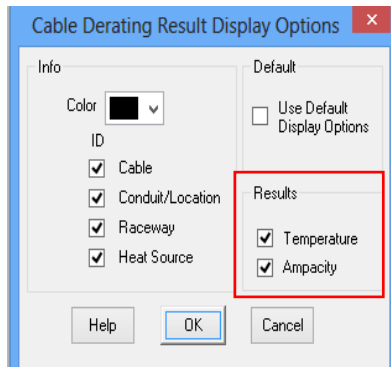 Cable Derating Result Display Options
Info
Color
ID
Cable
Conduit/Location
Raceway
Heat Source
Default
Use Default
Display Options
Results
Temperature
Ampacity
Help
OK
Cancel